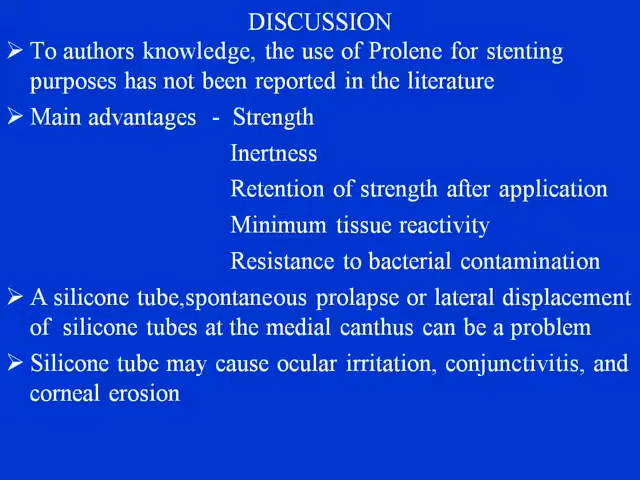 DISCUSSION
➢ To authors knowledge, the use of Prolene for stenting
purposes has not been reported in the literature
➢ Main advantages - Strength
Inertness
Retention of strength after application
Minimum tissue reactivity
Resistance to bacterial contamination
➢ A silicone tube,spontaneous prolapse or lateral displacement
of silicone tubes at the medial canthus can be a problem
➢ Silicone tube may cause ocular irritation, conjunctivitis, and
corneal erosion